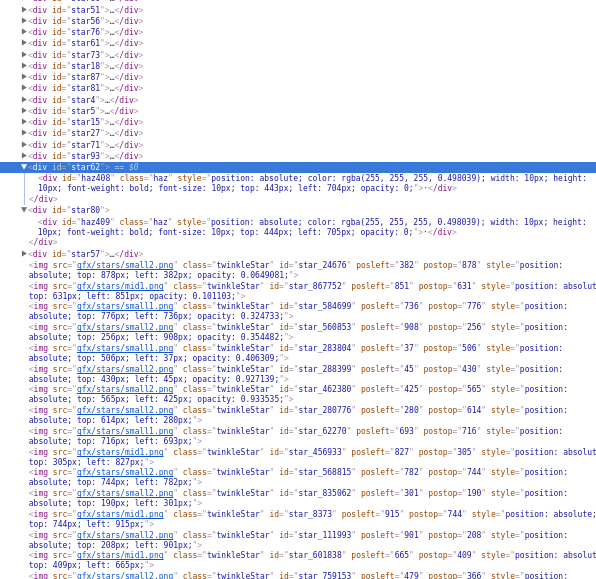 ▶<div id="star51">…</div>
▶<div id="star56">…</div>
▶<div id="star76">…</div>
▶<div id="star61">…</div>
▶<div id="star73">…</div>
▶<div id="star18">…</div>
▶<div id="star87">…</div>
▶<div id="star81">…</div>
▶<div id="star4">…</div>
▶<div id="star5">…</div>
▶<div id="star15">…</div>
▶<div id="star27">…</div>
▶<div id="star71">…</div>
▶<div id="star93">…</div>
▼<div id="star62"> == $0
<div id="haz408" class="haz" style="position: absolute; color: rgba(255, 255, 255, 0.498039); width: 10px; height:
10px; font-weight: bold; font-size: 10px; top: 443px; left: 704px; opacity: 0;">·</div>
</div>
▼<div id="star80">
<div id="haz409" class="haz" style="position: absolute; color: rgba(255, 255, 255, 0.498039); width: 10px; height:
10px; font-weight: bold; font-size: 10px; top: 444px; left: 705px; opacity: 0;">·</div>
</div>
▶<div id="star57">…</div>
<img src="gfx/stars/small2.png" class="twinkleStar" id="star_24676" posleft="382" postop="878" style="position:
absolute; top: 878px; left: 382px; opacity: 0.0649081;">
<img src="gfx/stars/mid1.png" class="twinkleStar" id="star_867752" posleft="851" postop="631" style="position: absolut
top: 631px; left: 851px; opacity: 0.101103;">
<img src="gfx/stars/small1.png" class="twinkleStar" id="star_584699" posleft="736" postop="776" style="position:
absolute; top: 776px; left: 736px; opacity: 0.324733;">
<img src="gfx/stars/small2.png" class="twinkleStar" id="star_560853" posleft="908" postop="256" style="position:
absolute; top: 256px; left: 908px; opacity: 0.354482;">
<img src="gfx/stars/small1.png" class="twinkleStar" id="star_283804" posleft="37" postop="506" style="position:
absolute; top: 506px; left: 37px; opacity: 0.406309;">
<img src="gfx/stars/small2.png" class="twinkleStar" id="star_288399" posleft="45" postop="430" style="position:
absolute; top: 430px; left: 45px; opacity: 0.927139;">
<img src="gfx/stars/small2.png" class="twinkleStar" id="star_462380" posleft="425" postop="565" style="position:
absolute; top: 565px; left: 425px; opacity: 0.933535;">
<img src="gfx/stars/small2.png" class="twinkleStar" id="star_280776" posleft="280" postop="614" style="position:
absolute; top: 614px; left: 280px;">
<img src="gfx/stars/small1.png" class="twinkleStar" id="star_62270" posleft="693" postop="716" style="position:
absolute; top: 716px; left: 693px;">
<img src="gfx/stars/mid1.png" class="twinkleStar" id="star_456933" posleft="827" postop="305" style="position: absolut
top: 305px; left: 827px;">
<img src="gfx/stars/small2.png" class="twinkleStar" id="star_568815" posleft="782" postop="744" style="position:
absolute; top: 744px; left: 782px;">
<img src="gfx/stars/small2.png" class="twinkleStar" id="star_835062" posleft="301" postop="190" style="position:
absolute; top: 190px; left: 301px;">
<img src="gfx/stars/mid1.png" class="twinkleStar" id="star_8373" posleft="915" postop="744" style="position: absolute;
top: 744px; left: 915px;">
<img src="gfx/stars/small2.png" class="twinkleStar" id="star_111993" posleft="901" postop="208" style="position:
absolute; top: 208px; left: 901px;">
<img src="gfx/stars/mid1.png" class="twinkleStar" id="star_601838" posleft="665" postop="409" style="position: absolut
top: 409px; left: 665px;">
<img src="gfx/stars/small2.png" class="twinkleStar" id="star_759153" posleft="479" postop="366" style="position: